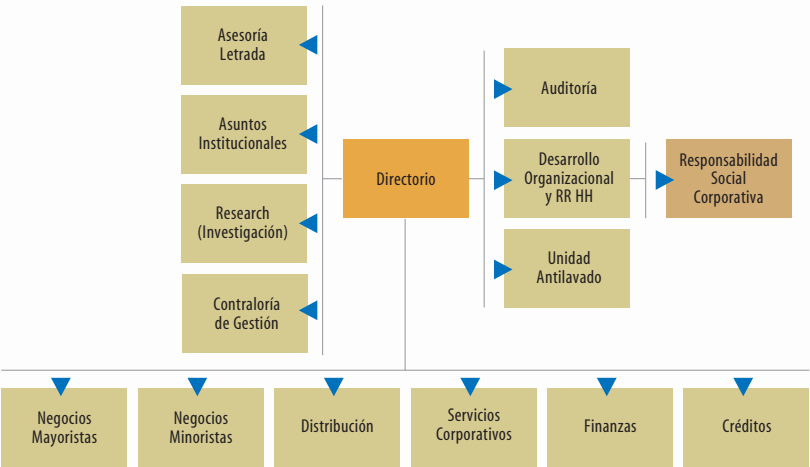 Asesoría
Letrada
Asuntos
Institucionales
Research
(Investigación)
Contraloría
de Gestión
Directorio
Auditoría
Desarrollo
Organizacional
y RR HH
Unidad
Antilavado
Responsabilidad
Social
Corporativa
Negocios
Mayoristas
Negocios
Minoristas
Distribución
Servicios
Corporativos
Finanzas
Créditos